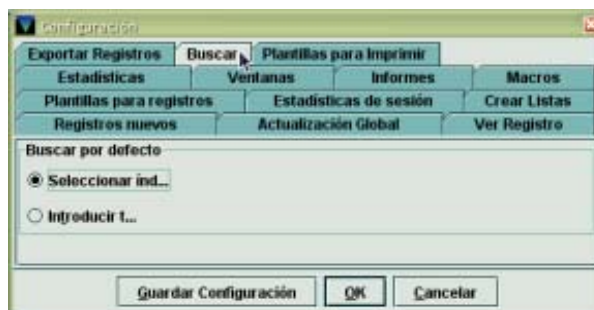 Configuración
Exportar Registros Buscar Plantillas para Imprimir
Estadísticas Ventanas Informes Macros
Plantillas para registros Estadísticas de sesión Crear Listas
Registros nuevos Actualización Global Ver Registro
Buscar por defecto
Seleccionar índ...
Introducir t...
Guardar Configuración OK Cancelar